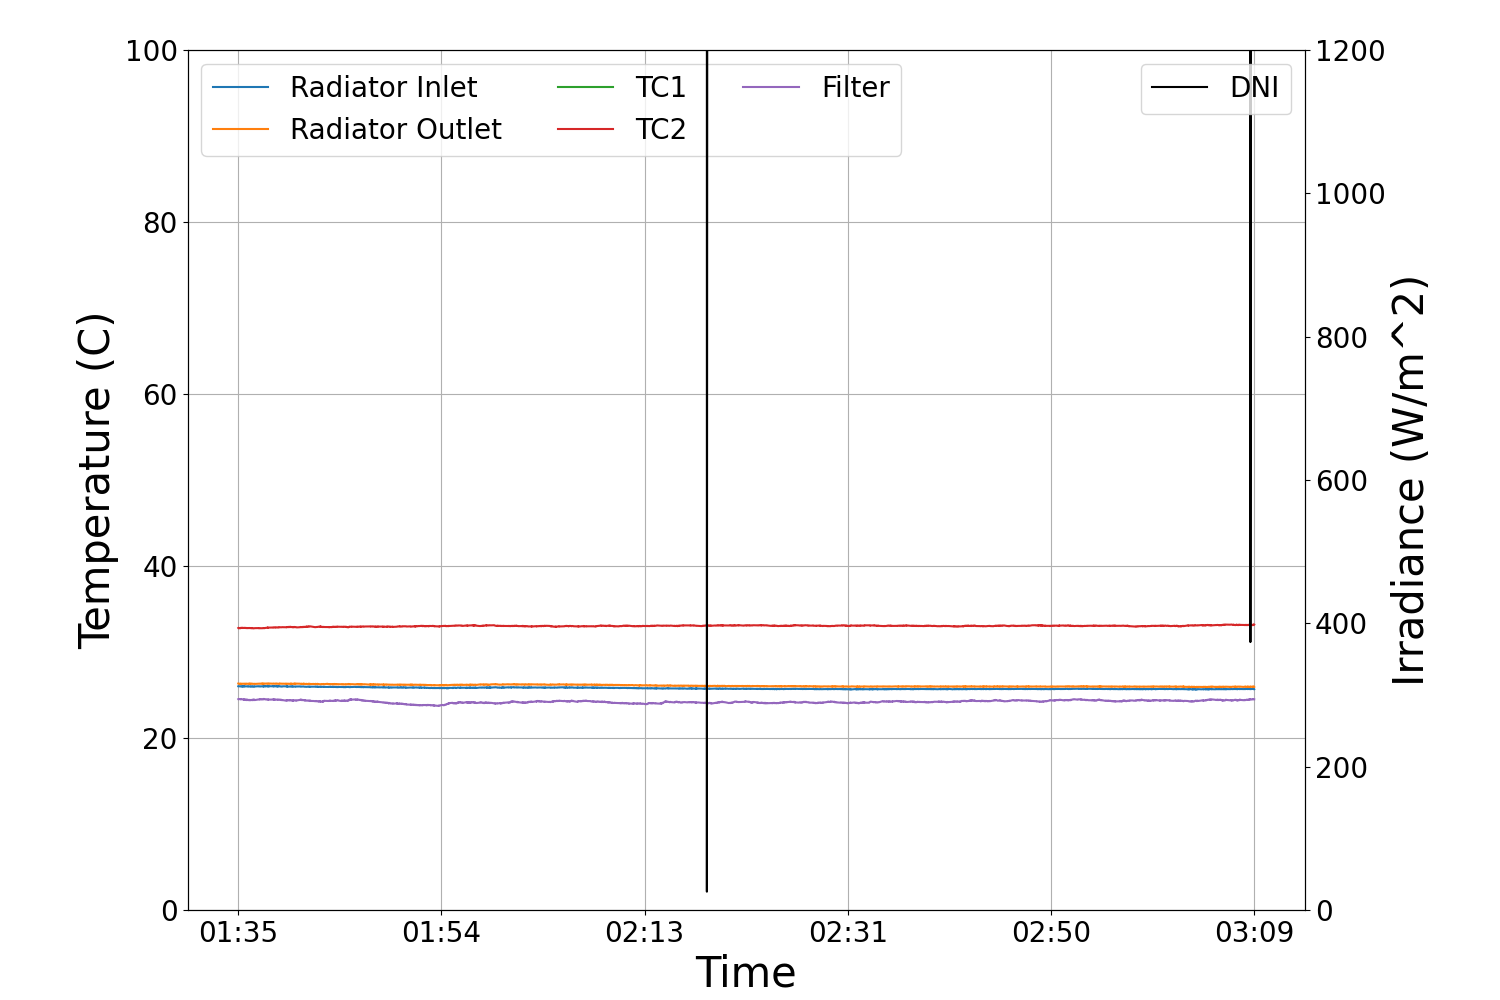 Radiator Inlet
Radiator Outlet
TC1
TC2
Filter
DNI
100
80
60
40
20
0
Temperature (C)
1200
1000
800
600
400
200
0
Irradiance (W/m^2)
01:35
01:54
02:13
02:31
02:50
03:09
Time